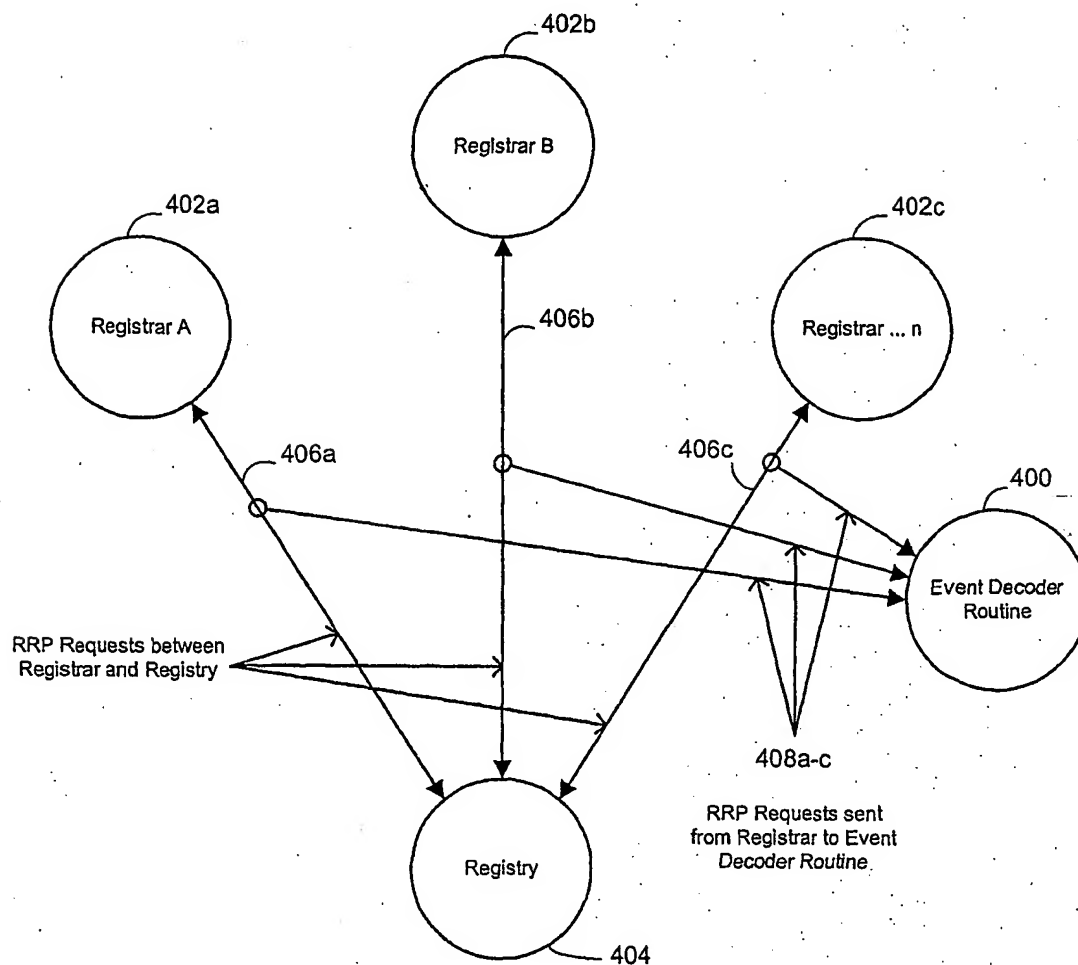 402b
Registrar B
402a
402c
Registrar A
Registrar ... n
406b
406a
406c
400
Event Decoder
Routine
RRP Requests between
Registrar and Registry
408a-c
RRP Requests sent
from Registrar to Event
Decoder Routine
Registry
404